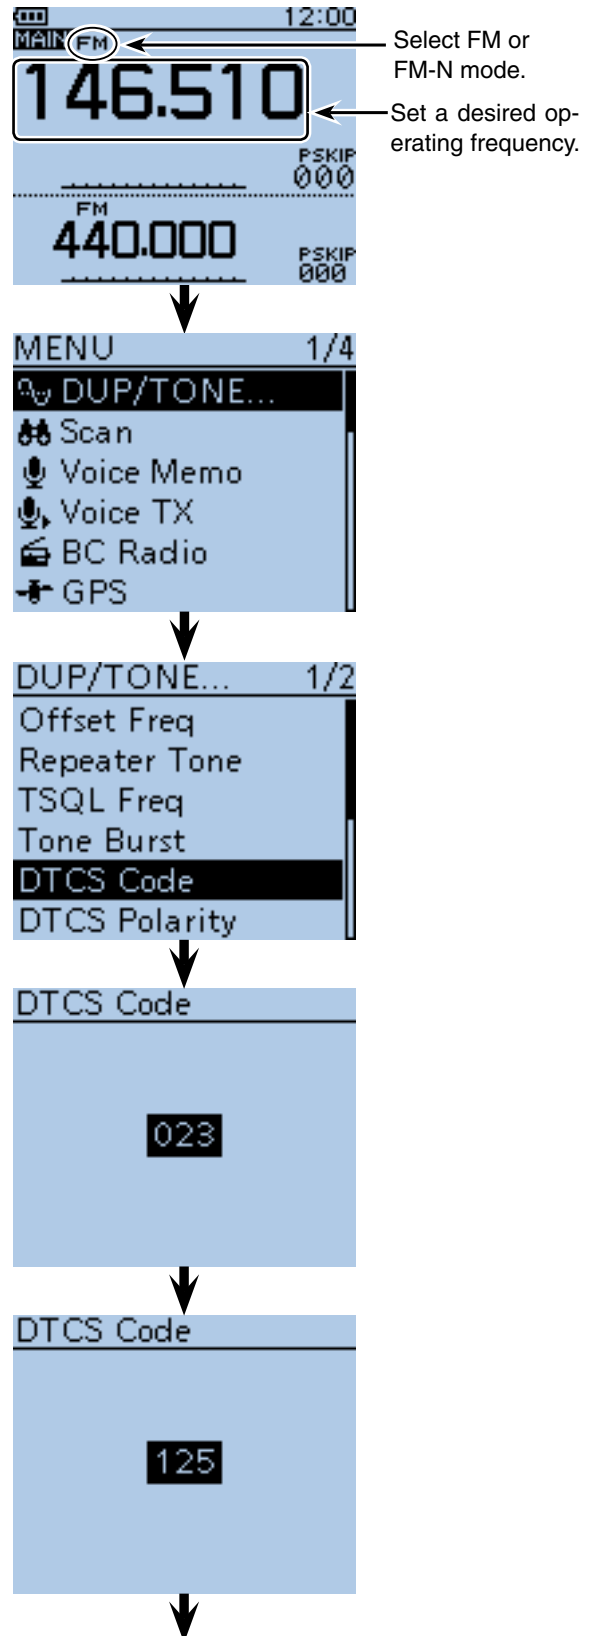 12:00
MAIN FM
Select FM or
FM-N mode.
146.510
Set a desired op-
erating frequency.
PSKIP
000
FM
440.000
PSKIP
000
MENU 1/4
DUP/TONE...
Scan
Voice Memo
Voice TX
BC Radio
GPS
DUP/TONE... 1/2
Offset Freq
Repeater Tone
TSQL Freq
Tone Burst
DTCS Code
DTCS Polarity
DTCS Code
023
DTCS Code
125